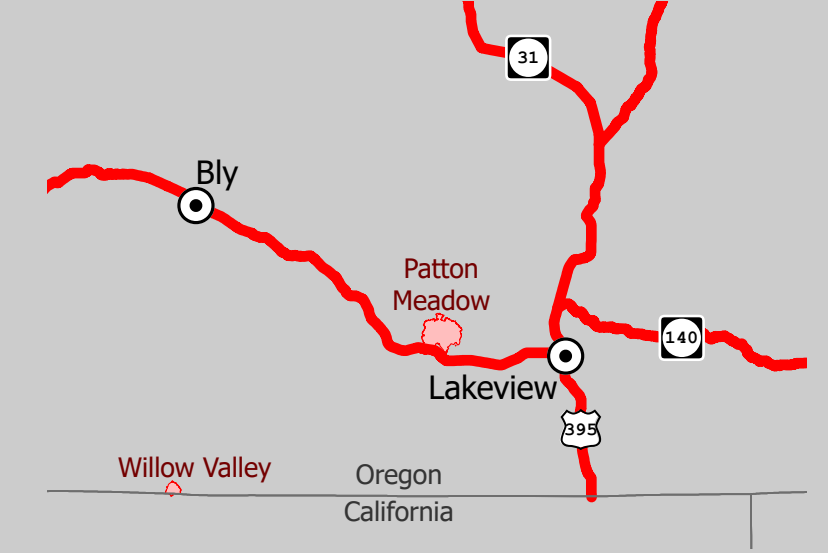 31
Bly
Patton
Meadow
140
Lakeview
395
Willow Valley
Oregon
California